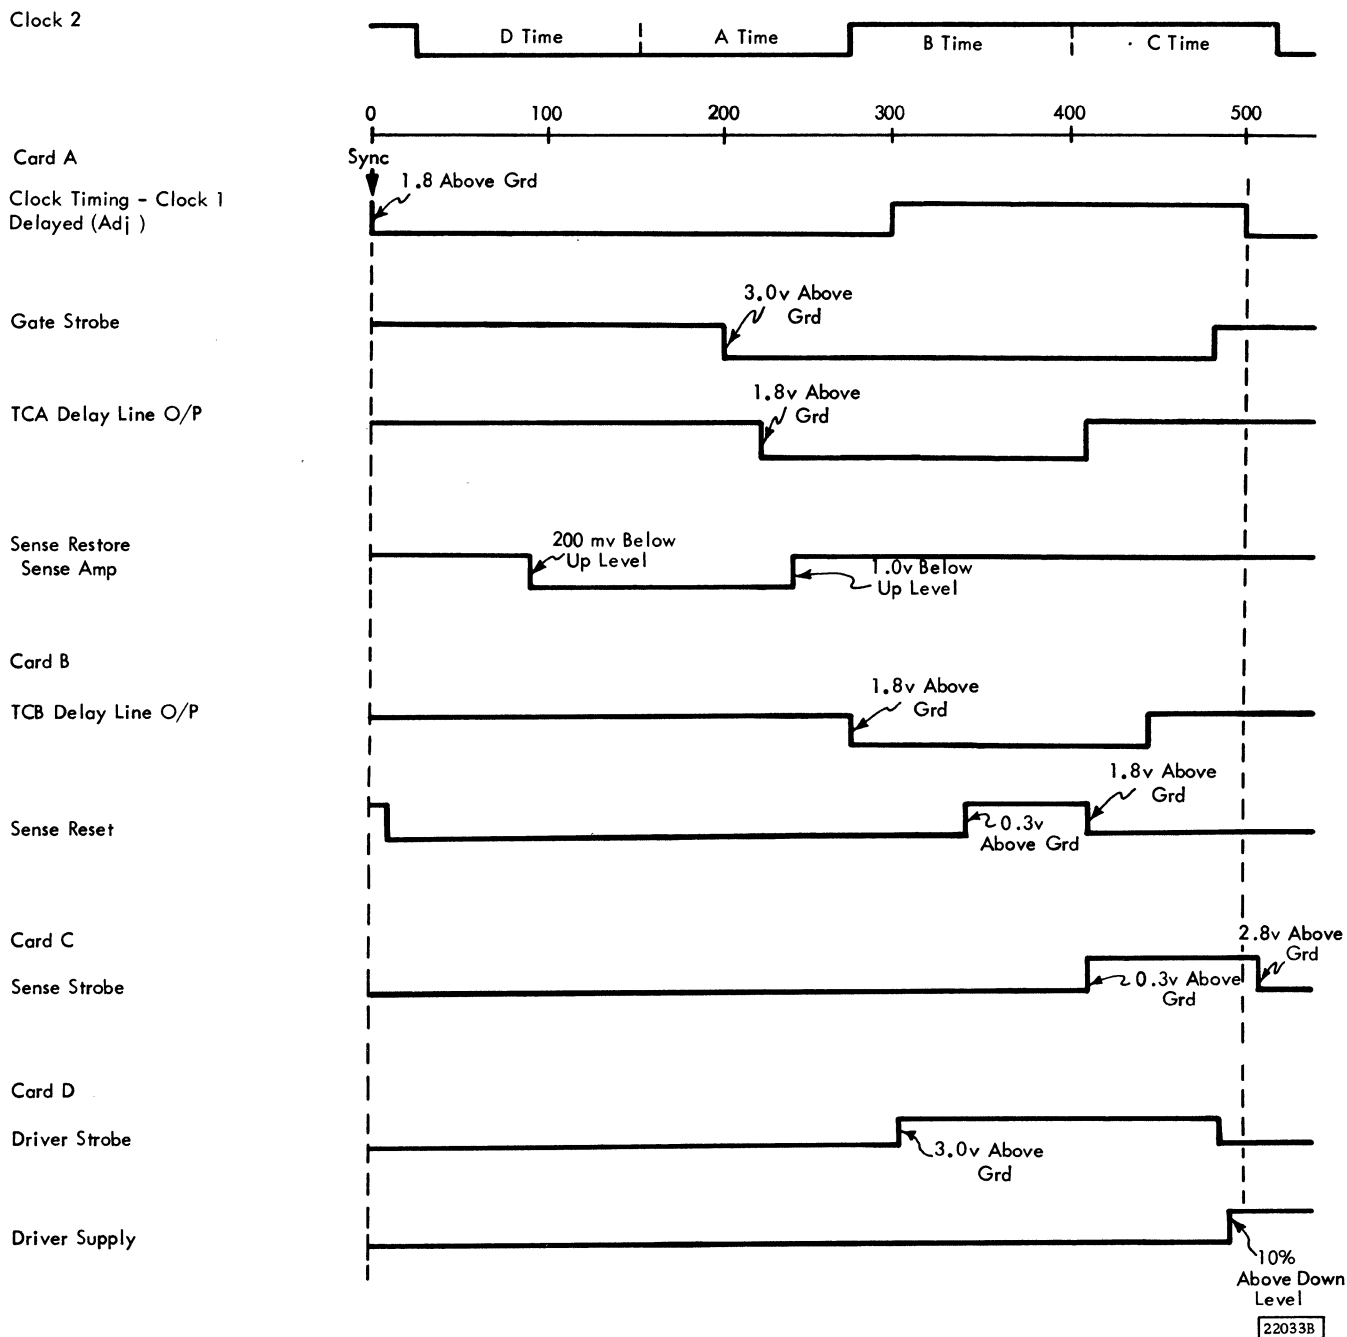 Clock 2
D Time
A Time
B Time
C Time
0
100
200
300
400
500
Card A
Sync
1.8 Above Grd
Clock Timing - Clock 1
Delayed (Adj )
3.0v Above
Grd
Gate Strobe
1.8v Above
Grd
TCA Delay Line O/P
Sense Restore
Sense Amp
200 mv Below
Up Level
1.0v Below
Up Level
Card B
1.8v Above
Grd
TCB Delay Line O/P
1.8v Above
Grd
Sense Reset
0.3v
Above Grd
Card C
2.8v Above
Grd
Sense Strobe
0.3v Above
Grd
Card D
Driver Strobe
3.0v Above
Grd
Driver Supply
10%
Above Down
Level
22033B